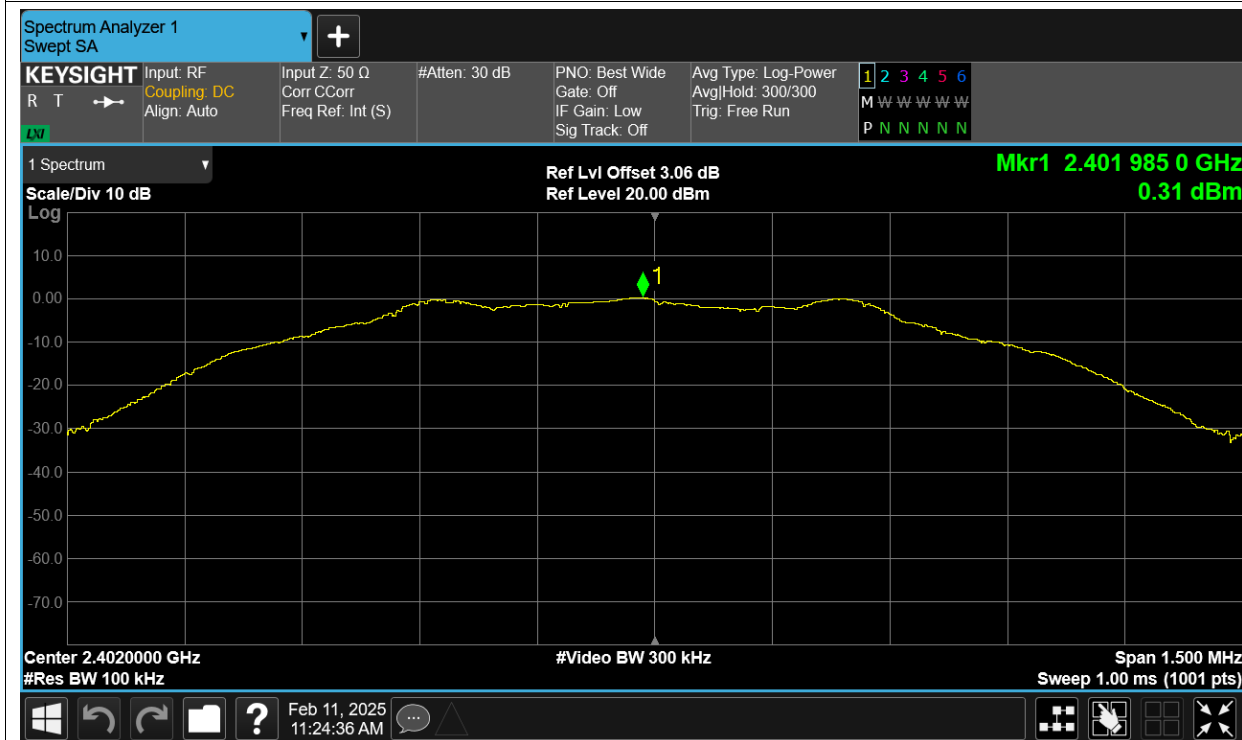 Spectrum Analyzer 1
Swept SA
KEYSIGHT
R T
LXI
Input: RF
Coupling: DC
Align: Auto
Input Z: 50 Ω
Corr CCorr
Freq Ref: Int (S)
#Atten: 30 dB
PNO: Best Wide
Gate: Off
IF Gain: Low
Sig Track: Off
Avg Type: Log-Power
Avg|Hold: 300/300
Trig: Free Run
1 2 3 4 5 6
M W W W W W
P N N N N N
1 Spectrum
Scale/Div 10 dB
Log
Ref Lvl Offset 3.06 dB
Ref Level 20.00 dBm
Mkr1 2.401 985 0 GHz
0.31 dBm
10.0
0.00
-10.0
-20.0
-30.0
-40.0
-50.0
-60.0
-70.0
1
Center 2.4020000 GHz
#Res BW 100 kHz
#Video BW 300 kHz
Span 1.500 MHz
Sweep 1.00 ms (1001 pts)
?
Feb 11, 2025
11:24:36 AM